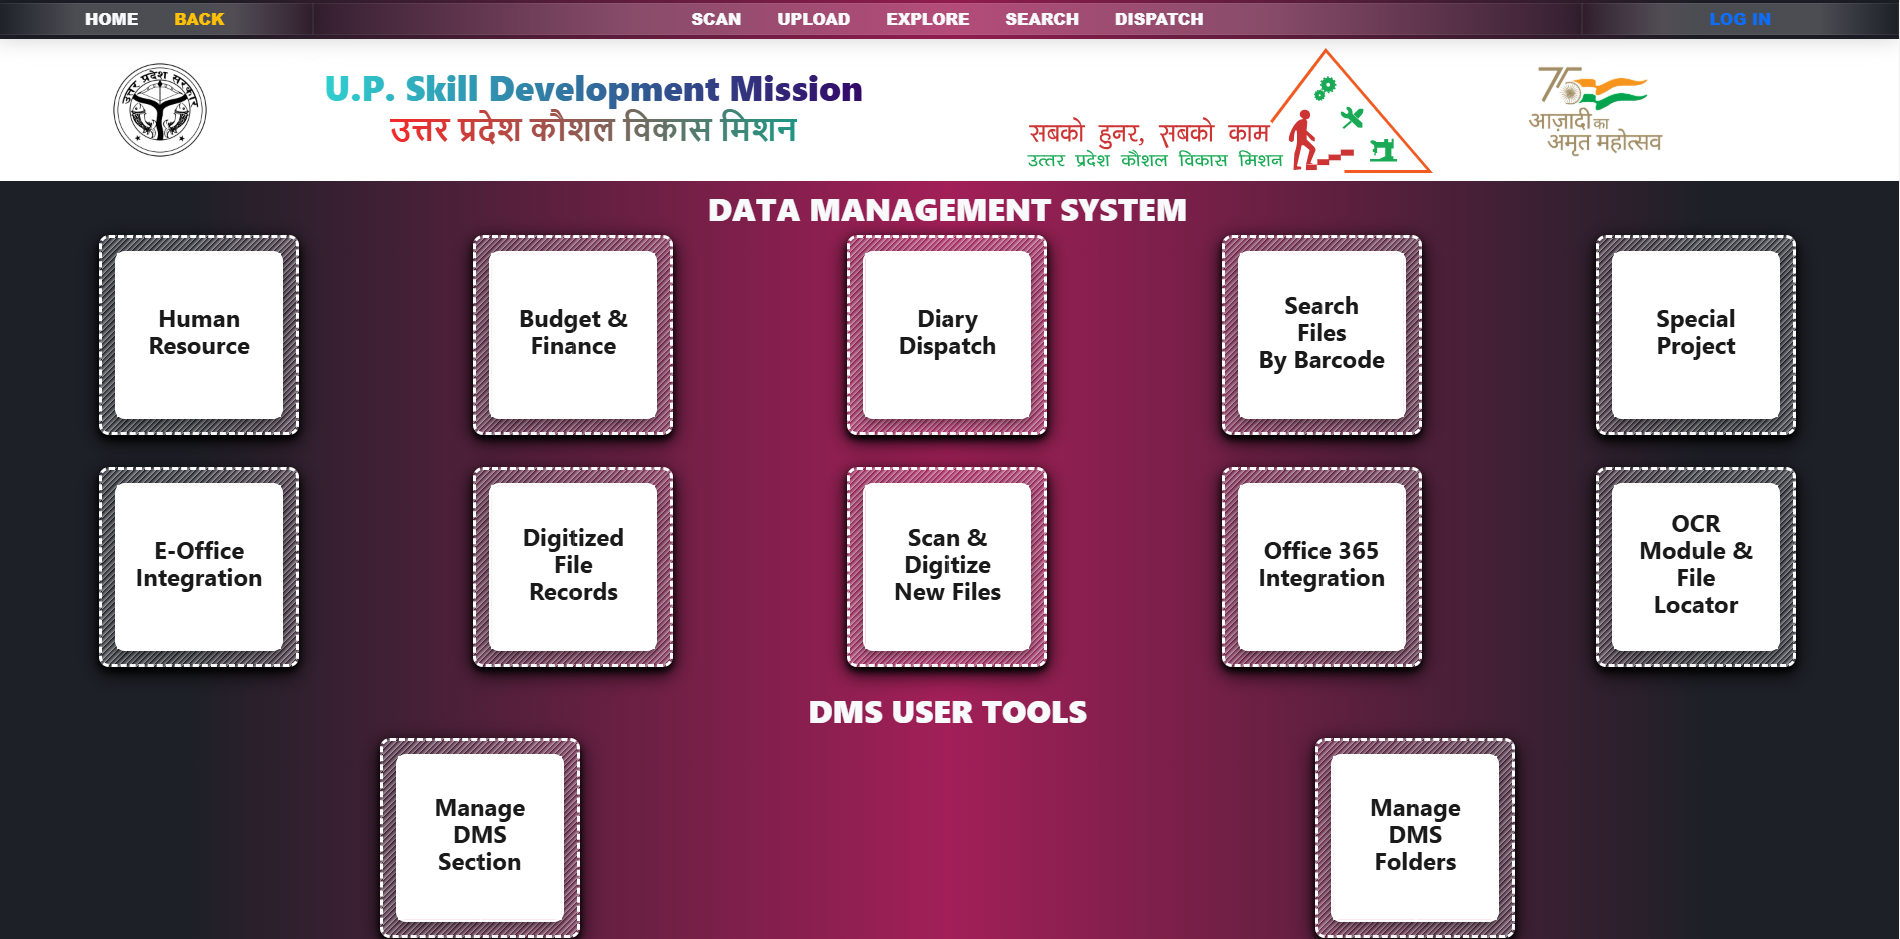 HOME BACK SCAN UPLOAD EXPLORE SEARCH DISPATCH LOG IN
उत्तर प्रदेश सरकार
U.P. Skill Development Mission
उत्तर प्रदेश कौशल विकास मिशन
सबको हुनर, सबको काम
उत्तर प्रदेश कौशल विकास मिशन
75
आज़ादी का
अमृत महोत्सव
DATA MANAGEMENT SYSTEM
Human
Resource
Budget &
Finance
Diary
Dispatch
Search
Files
By Barcode
Special
Project
E-Office
Integration
Digitized
File
Records
Scan &
Digitize
New Files
Office 365
Integration
OCR
Module &
File
Locator
DMS USER TOOLS
Manage
DMS
Section
Manage
DMS
Folders